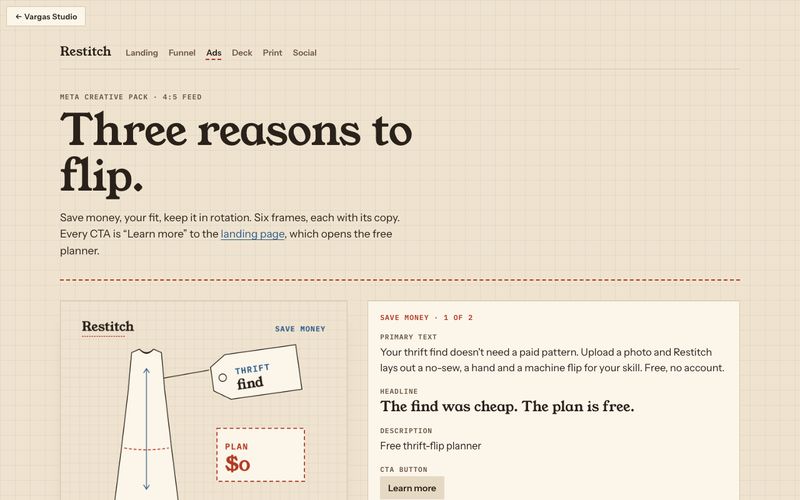 ← Vargas Studio
Restitch
Landing
Funnel
Ads
Deck
Print
Social
META CREATIVE PACK · 4:5 FEED
Three reasons to
flip.
Save money, your fit, keep it in rotation. Six frames, each with its copy.
Every CTA is “Learn more” to the landing page, which opens the free
planner.
Restitch
SAVE MONEY
THRIFT
find
PLAN
$0
SAVE MONEY · 1 OF 2
PRIMARY TEXT
Your thrift find doesn’t need a paid pattern. Upload a photo and Restitch
lays out a no-sew, a hand and a machine flip for your skill. Free, no account.
HEADLINE
The find was cheap. The plan is free.
DESCRIPTION
Free thrift-flip planner
CTA BUTTON
Learn more